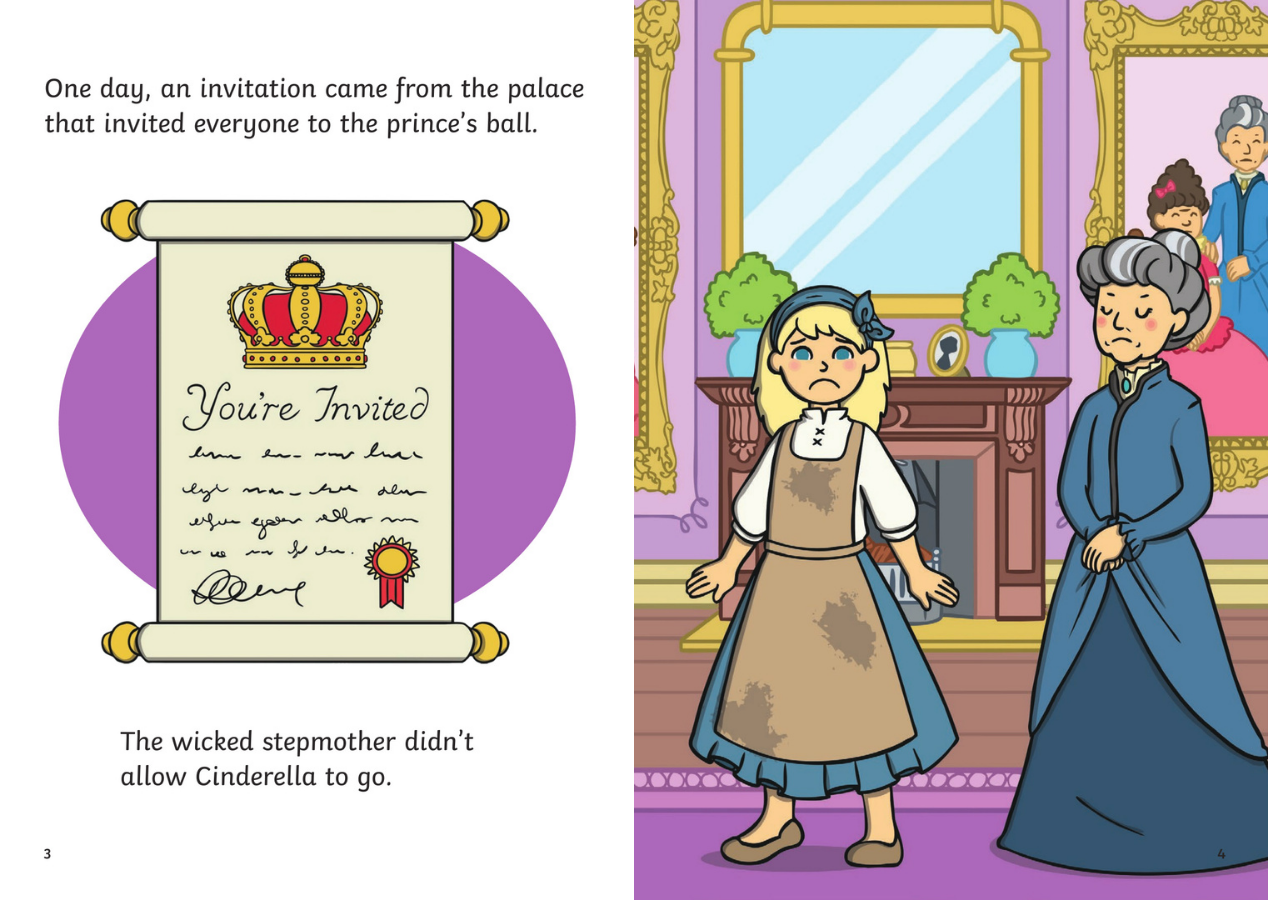 One day, an invitation came from the palace
that invited everyone to the prince's ball.
You're Invited
The wicked stepmother didn't
allow Cinderella to go.
3
4